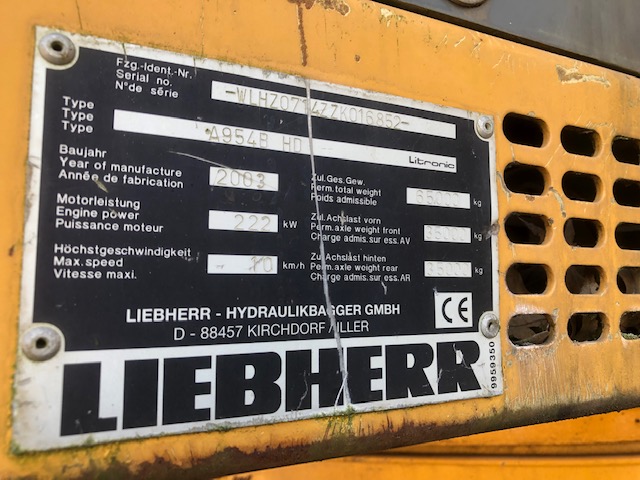 Fzg.-Ident.-Nr.
Serial no.
N° de série
-WLHZ0714ZZK016852-
Type
Type
Type
A954B HD
Litronic
Baujahr
Year of manufacture
Année de fabrication
2003
Zul.Ges.Gew.
Perm.total weight
Poids admissible
65000 kg
Motorleistung
Engine power
Puissance moteur
222 kW
Zul.Achslast vorn
Perm.axle weight front
Charge admis.sur ess.AV
kg
Höchstgeschwindigkeit
Max.speed
Vitesse maxi.
10 km/h
Zu.Achslast hinten
Perm.axle weight rear
Charge admis.sur ess.AR
kg
LIEBHERR - HYDRAULIKBAGGER GMBH
D - 88457 KIRCHDORF/ILLER
CE
LIEBHERR
9959350